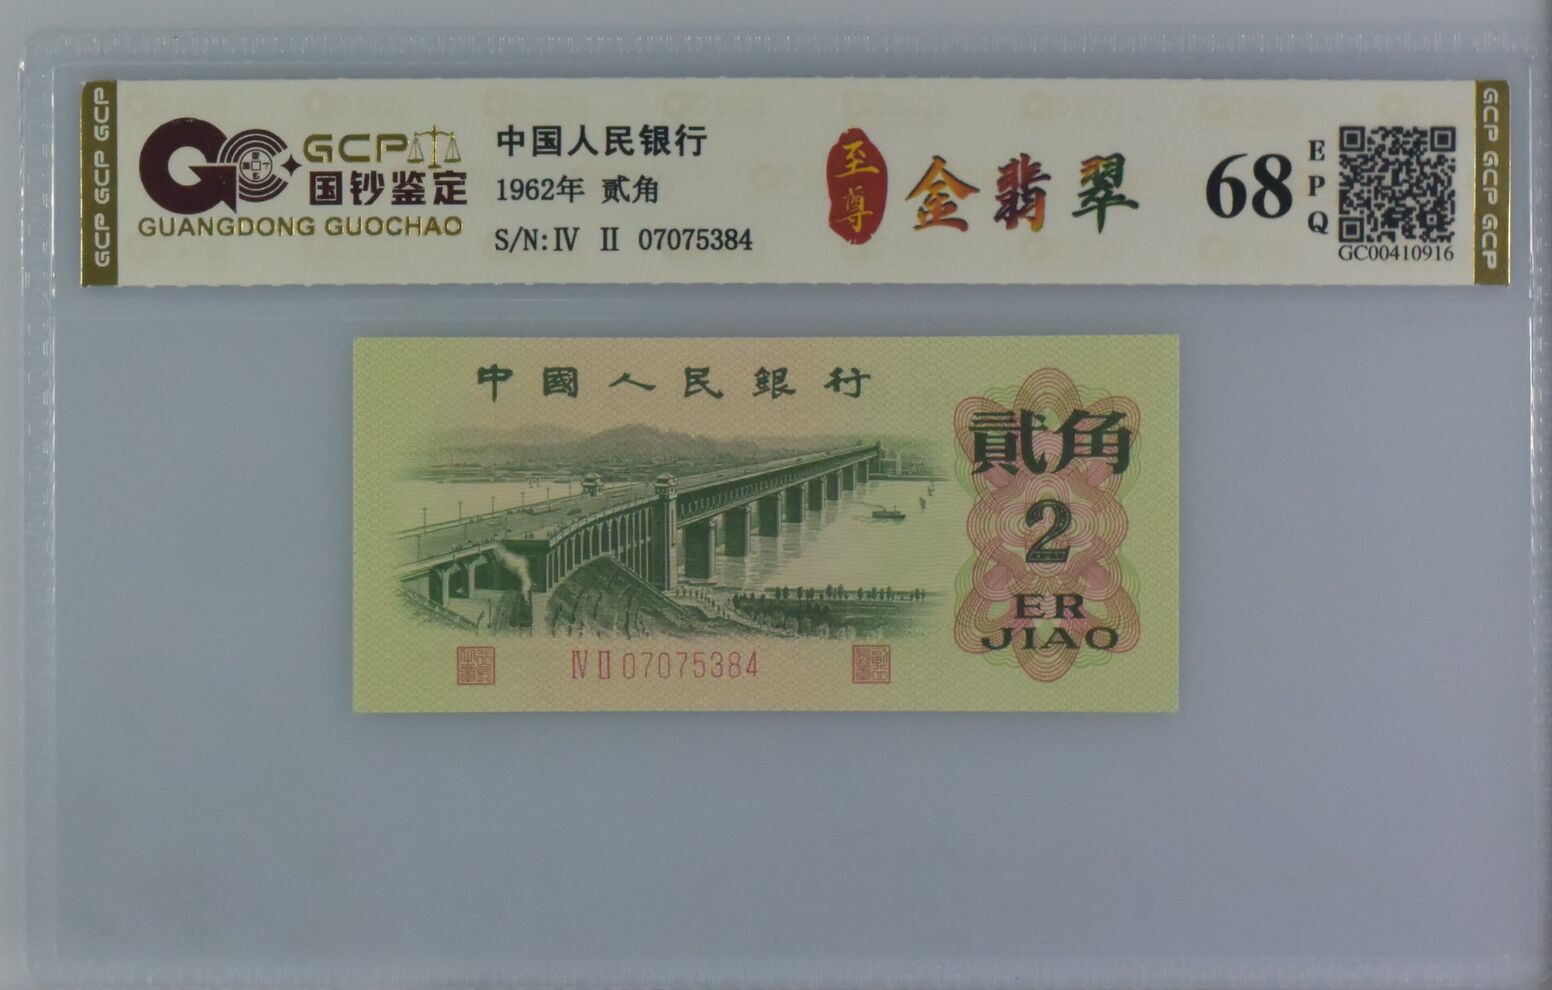 GCP
国钞鉴定
GUANGDONG GUOCHAO
中国人民银行
1962年 贰角
S/N:Ⅳ Ⅱ 07075384
至尊
金翡翠
68
EPQ
GC00410916
GCP GCP GCP
GCP GCP GCP
中國人民銀行
貳角
2
ER
JIAO
Ⅳ Ⅱ 07075384